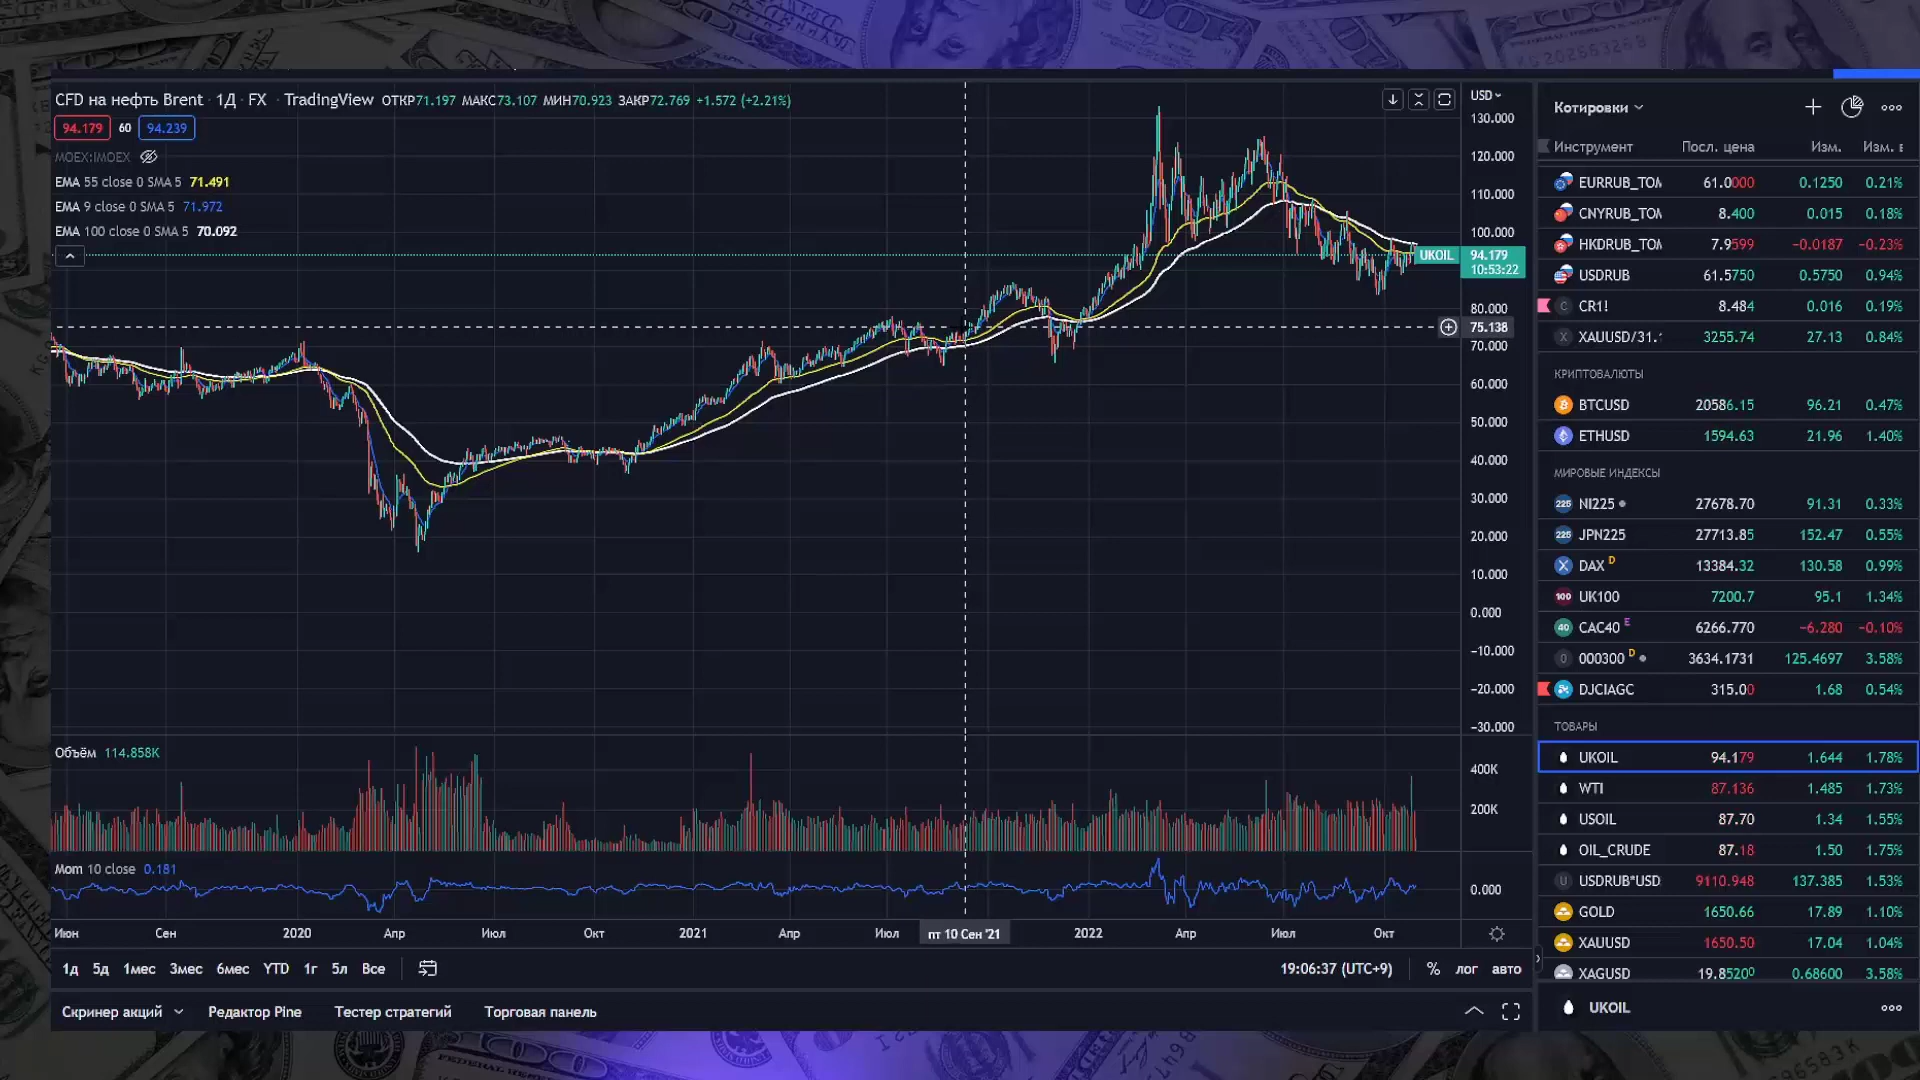 CFD на нефть Brent · 1Д · FX · TradingView ОТКР71.197 МАКС73.107 МИН70.923 ЗАКР72.769 +1.572 (+2.21%)
94.179 60 94.239
MOEX:IMOEX
EMA 55 close 0 SMA 5 71.491
EMA 9 close 0 SMA 5 71.972
EMA 100 close 0 SMA 5 70.092
USD
130.000
120.000
110.000
100.000
UKOIL 94.179
10:53:22
80.000
75.138
70.000
60.000
50.000
40.000
30.000
20.000
10.000
0.000
−10.000
−20.000
−30.000
Объём 114.858K
400K
200K
Mom 10 close 0.181
0.000
Июн Сен 2020 Апр Июл Окт 2021 Апр Июл пт 10 Сен '21 2022 Апр Июл Окт
1д 5д 1мес 3мес 6мес YTD 1г 5л Все
19:06:37 (UTC+9) % лог авто
Скринер акций Редактор Pine Тестер стратегий Торговая панель
Котировки
Инструмент Посл. цена Изм. Изм. в
EURRUB_TOM 61.0000 0.1250 0.21%
CNYRUB_TOM 8.400 0.015 0.18%
HKDRUB_TOM 7.9599 −0.0187 −0.23%
USDRUB 61.5750 0.5750 0.94%
C CR1! 8.484 0.016 0.19%
X XAUUSD/31.1 3255.74 27.13 0.84%
КРИПТОВАЛЮТЫ
BTCUSD 20586.15 96.21 0.47%
ETHUSD 1594.63 21.96 1.40%
МИРОВЫЕ ИНДЕКСЫ
225 NI225 27678.70 91.31 0.33%
225 JPN225 27713.85 152.47 0.55%
X DAX D 13384.32 130.58 0.99%
100 UK100 7200.7 95.1 1.34%
40 CAC40 E 6266.770 −6.280 −0.10%
0 000300 D 3634.1731 125.4697 3.58%
DJCIAGC 315.00 1.68 0.54%
ТОВАРЫ
UKOIL 94.179 1.644 1.78%
WTI 87.136 1.485 1.73%
USOIL 87.70 1.34 1.55%
OIL_CRUDE 87.18 1.50 1.75%
U USDRUB*USD 9110.948 137.385 1.53%
GOLD 1650.66 17.89 1.10%
XAUUSD 1650.50 17.04 1.04%
XAGUSD 19.8520⁰ 0.68600 3.58%
UKOIL